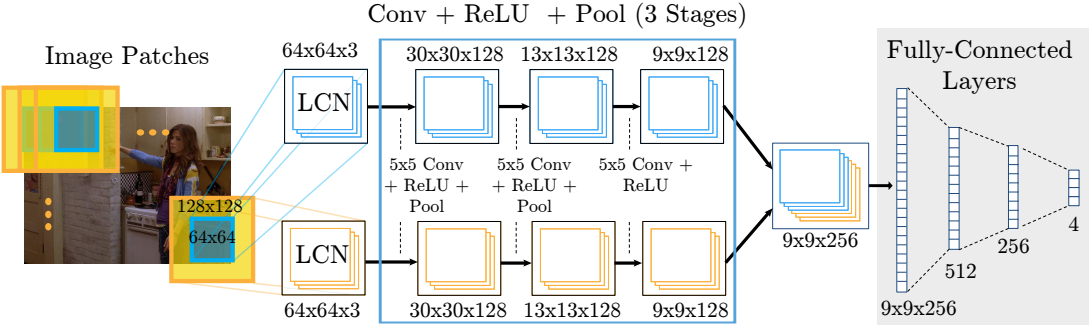 Conv + ReLU + Pool (3 Stages)
Image Patches
64x64x3
30x30x128
13x13x128
9x9x128
Fully-Connected
Layers
LCN
5x5 Conv
+ ReLU +
Pool
5x5 Conv
+ ReLU +
Pool
5x5 Conv +
ReLU
128x128
64x64
LCN
9x9x256
4
256
512
9x9x256
64x64x3
30x30x128
13x13x128
9x9x128